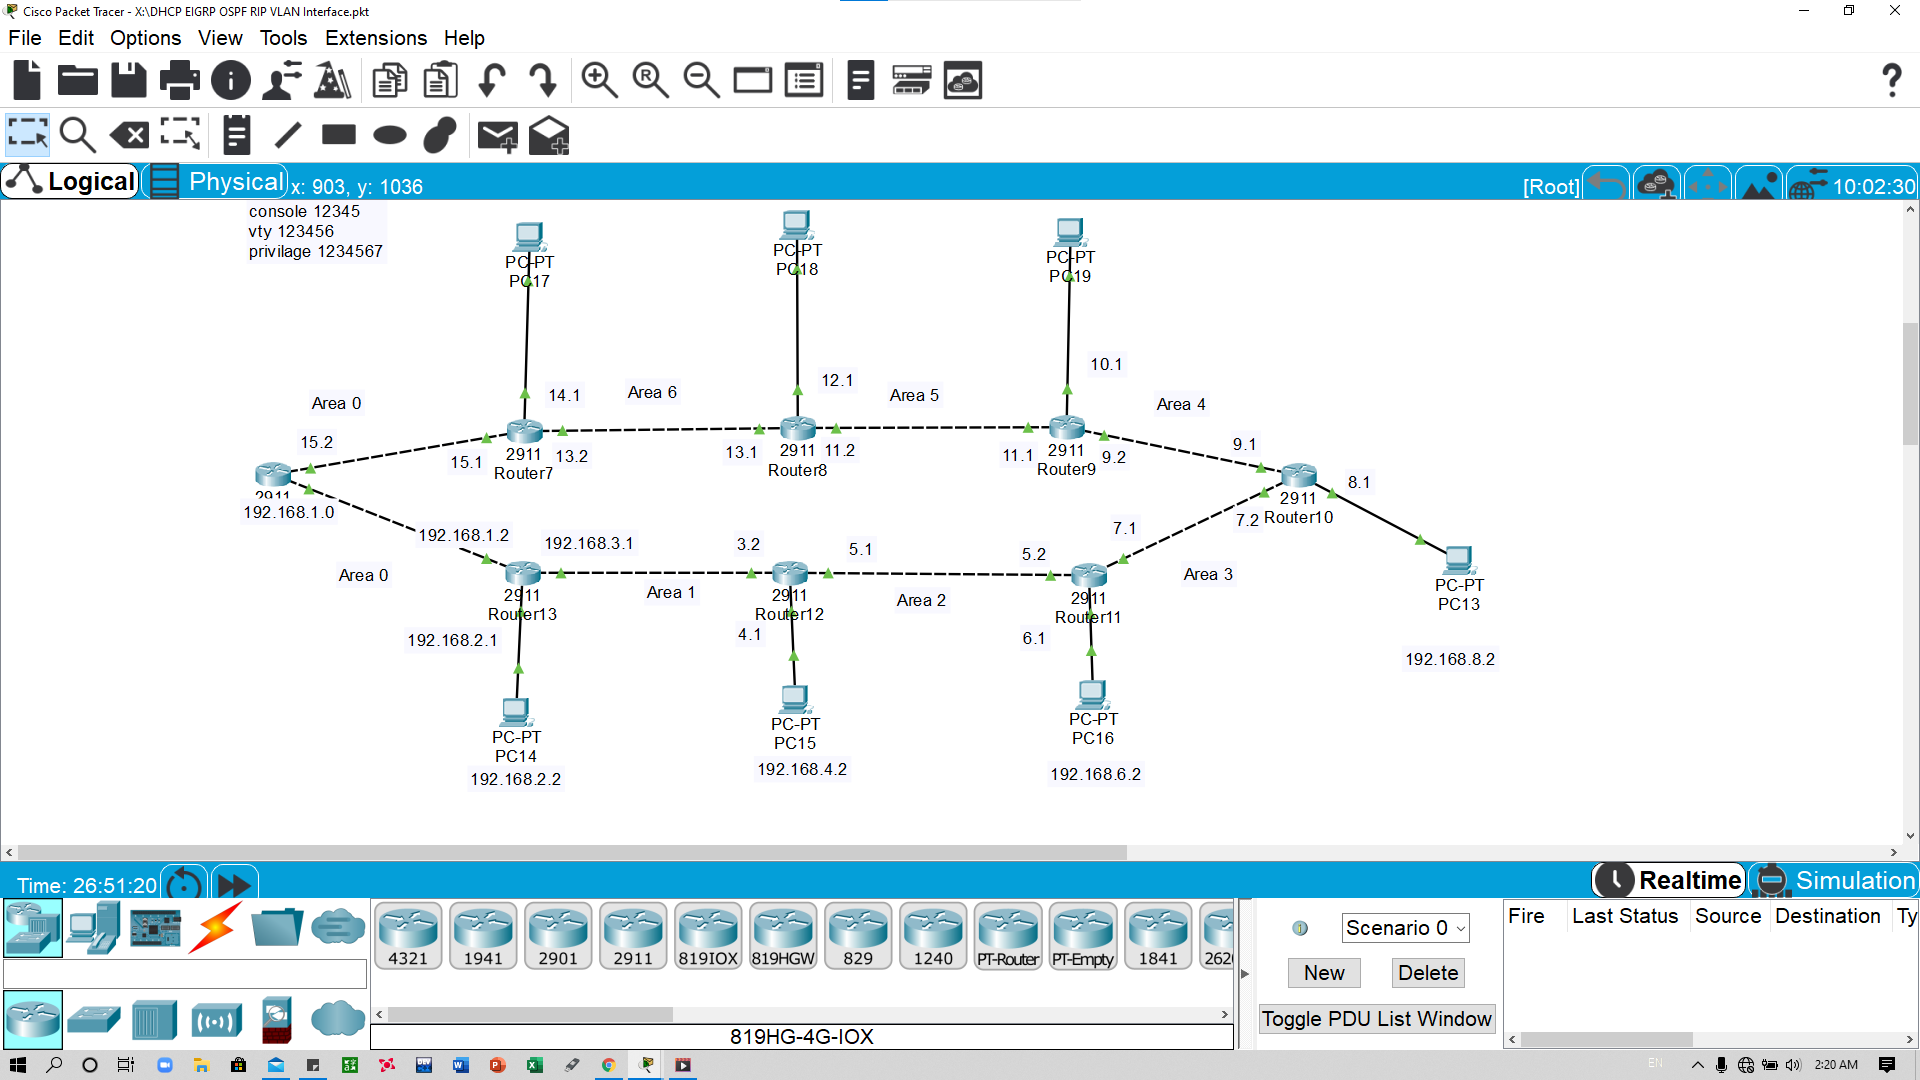 Cisco Packet Tracer - X:\DHCP EIGRP OSPF RIP VLAN Interface.pkt
File Edit Options View Tools Extensions Help
R
?
Logical Physical x: 903, y: 1036 [Root] 10:02:30
console 12345
vty 123456
privilage 1234567
PC-PT
PC17
PC-PT
PC18
PC-PT
PC19
10.1
12.1
14.1
Area 6
Area 5
Area 4
Area 0
15.2
15.1
2911
Router7
13.2
13.1
2911
Router8
11.2
11.1
2911
Router9
9.2
9.1
8.1
2911
Router10
2911
192.168.1.0
192.168.1.2
192.168.3.1
3.2
5.1
5.2
7.1
7.2
Area 0
2911
Router13
Area 1
2911
Router12
Area 2
2911
Router11
Area 3
PC-PT
PC13
192.168.2.1
4.1
6.1
192.168.8.2
PC-PT
PC14
192.168.2.2
PC-PT
PC15
192.168.4.2
PC-PT
PC16
192.168.6.2
Time: 26:51:20 Realtime Simulation
4321 1941 2901 2911 819IOX 819HGW 829 1240 PT-Router PT-Empty 1841 262
819HG-4G-IOX
Scenario 0
New Delete
Toggle PDU List Window
Fire Last Status Source Destination Ty
EN 2:20 AM